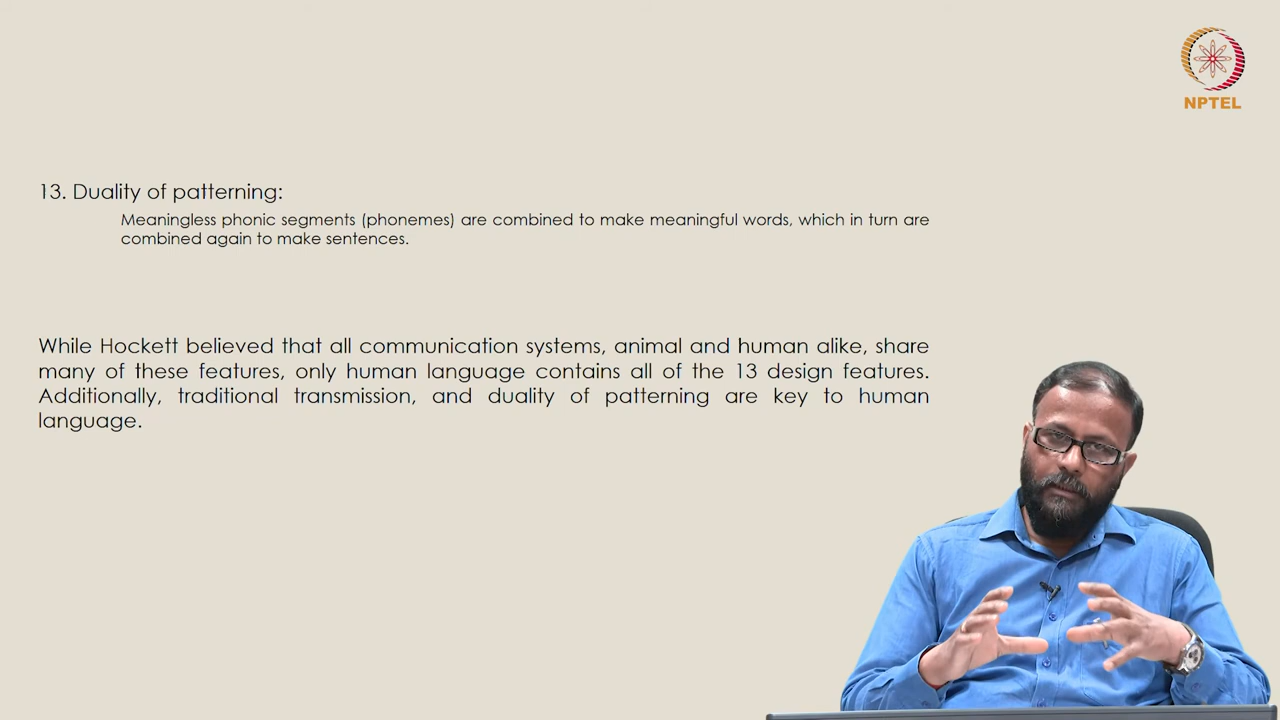 NPTEL
13. Duality of patterning:
Meaningless phonic segments (phonemes) are combined to make meaningful words, which in turn are
combined again to make sentences.
While Hockett believed that all communication systems, animal and human alike, share
many of these features, only human language contains all of the 13 design features.
Additionally, traditional transmission, and duality of patterning are key to human
language.